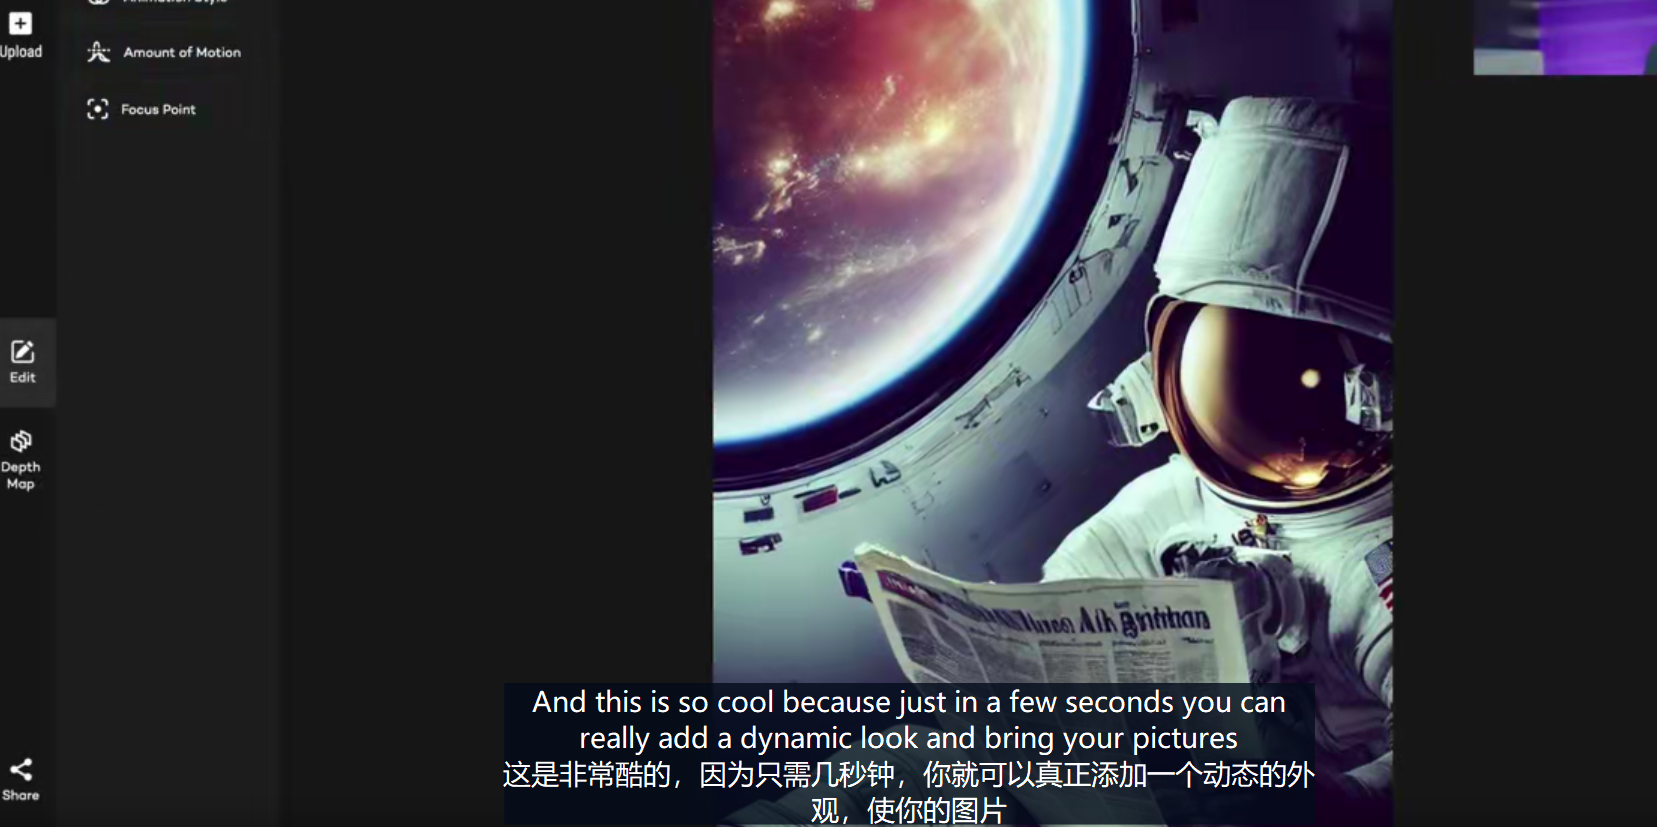 Animation Style
Upload
Amount of Motion
Focus Point
Edit
Depth
Map
Share
And this is so cool because just in a few seconds you can
really add a dynamic look and bring your pictures
这是非常酷的，因为只需几秒钟，你就可以真正添加一个动态的外
观，使你的图片